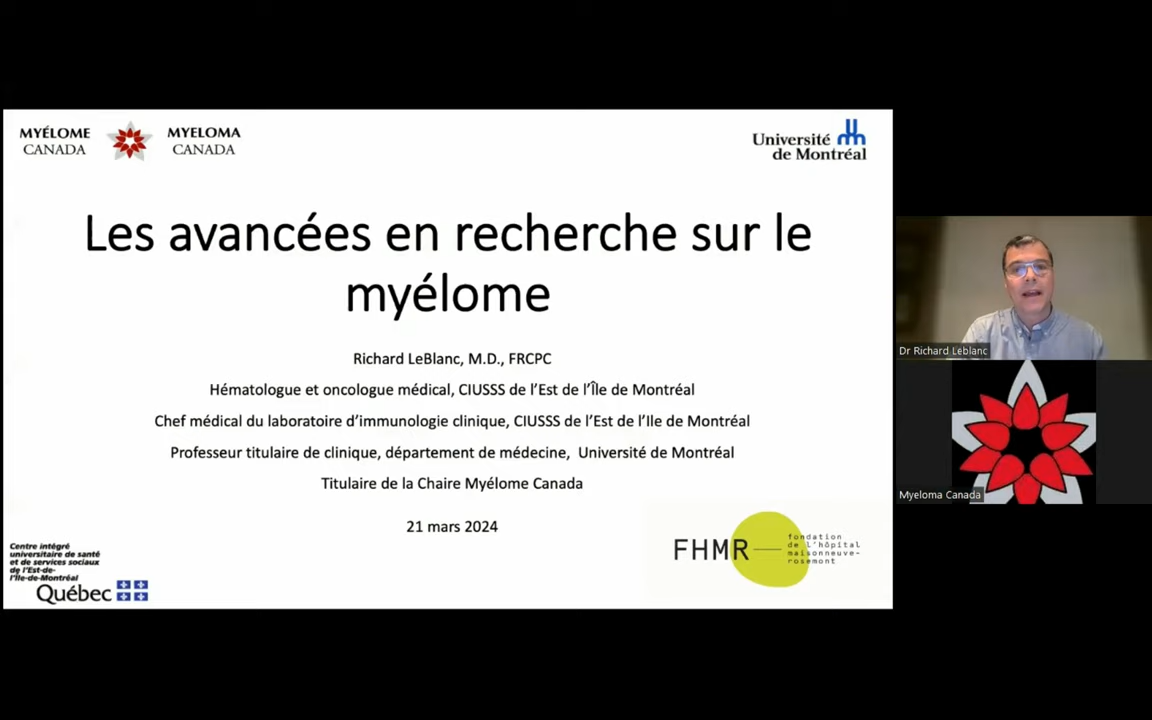 MYÉLOME
CANADA
MYELOMA
CANADA
Université
de Montréal
Les avancées en recherche sur le
myélome
Richard LeBlanc, M.D., FRCPC
Hématologue et oncologue médical, CIUSSS de l'Est de l'Île de Montréal
Chef médical du laboratoire d'immunologie clinique, CIUSSS de l'Est de l'Ile de Montréal
Professeur titulaire de clinique, département de médecine, Université de Montréal
Titulaire de la Chaire Myélome Canada
21 mars 2024
Centre intégré
universitaire de santé
et de services sociaux
de l'Est-de-
l'Île-de-Montréal
Québec
FHMR
fondation
de l'hôpital
maisonneuve-
rosemont
Dr Richard Leblanc
Myeloma Canada